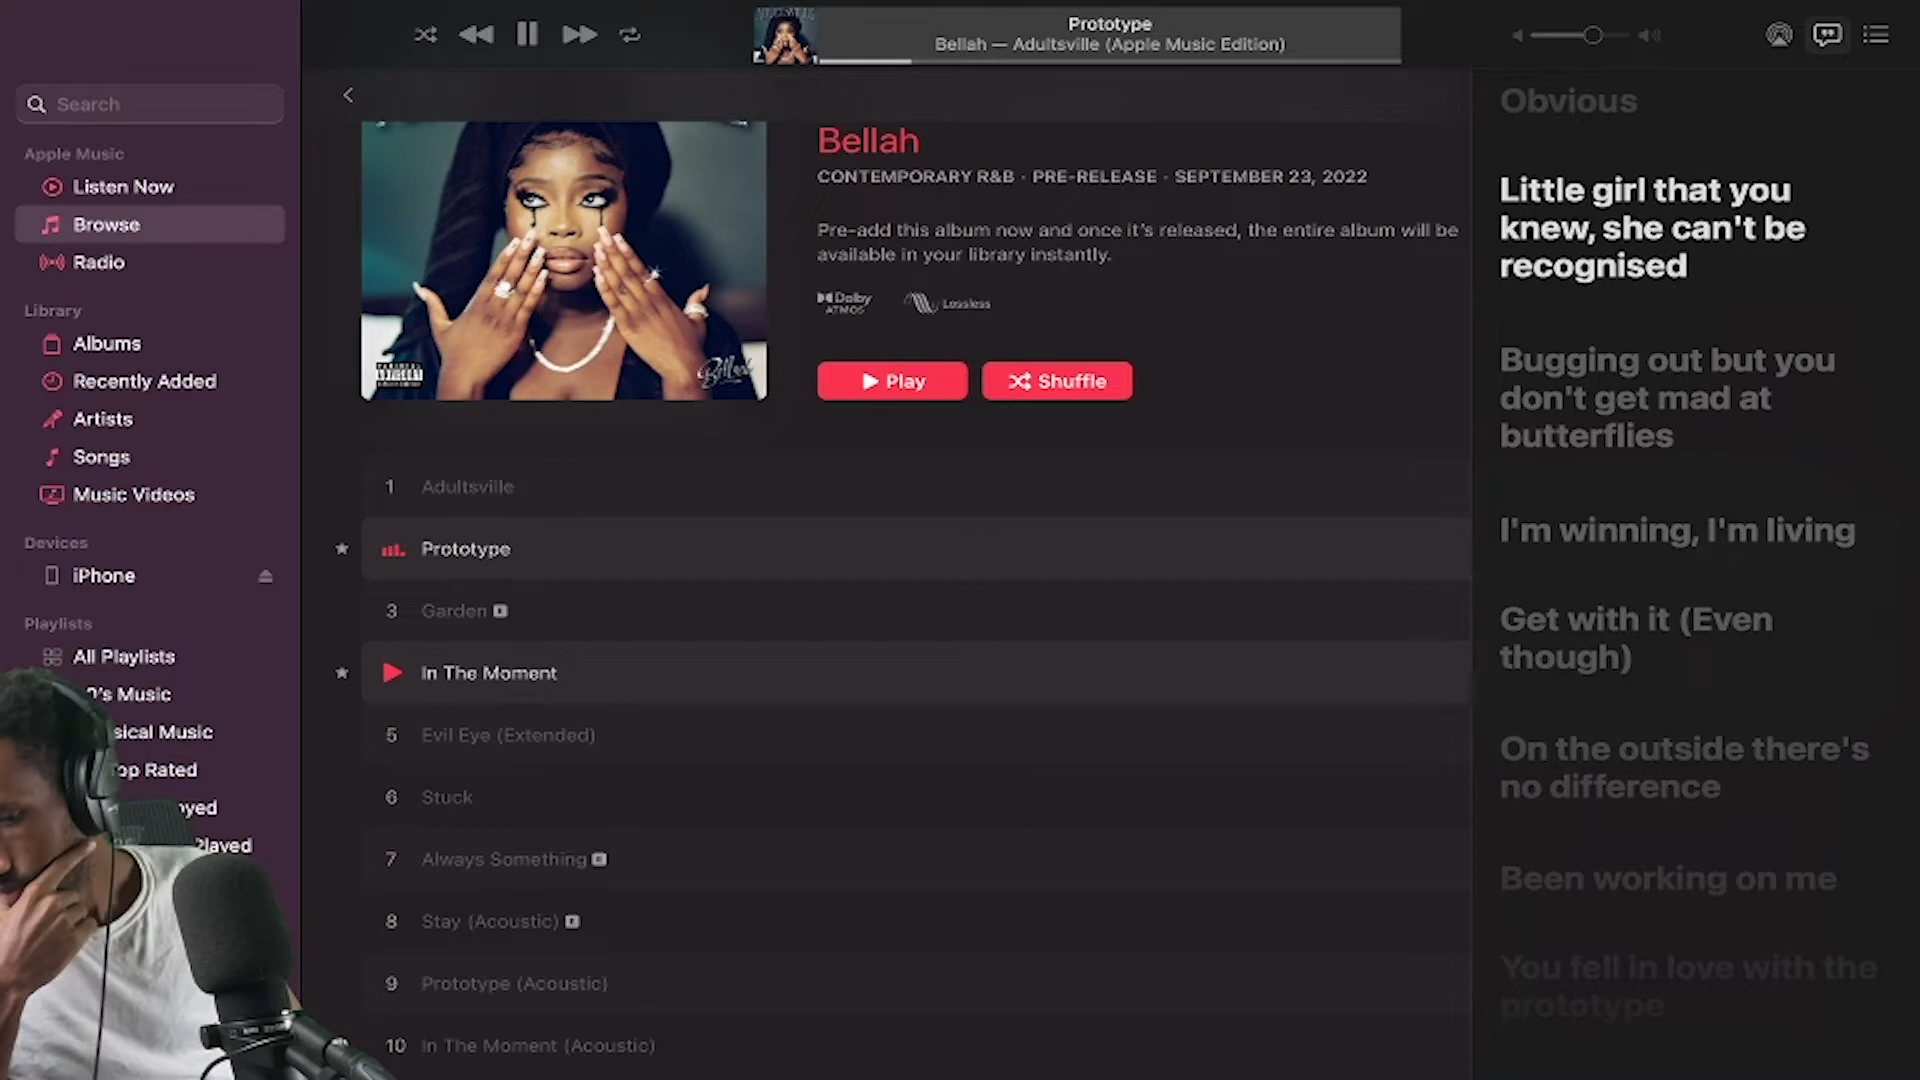 Prototype
Bellah — Adultsville (Apple Music Edition)
Search
Apple Music
Listen Now
Browse
Radio
Library
Albums
Recently Added
Artists
Songs
Music Videos
Devices
iPhone
Playlists
All Playlists
0's Music
sical Music
op Rated
ayed
Played
Bellah
CONTEMPORARY R&B · PRE-RELEASE · SEPTEMBER 23, 2022
Pre-add this album now and once it's released, the entire album will be
available in your library instantly.
Dolby
ATMOS
Lossless
Play
Shuffle
Bellah
1 Adultsville
Prototype
3 Garden E
In The Moment
5 Evil Eye (Extended)
6 Stuck
7 Always Something E
8 Stay (Acoustic) E
9 Prototype (Acoustic)
10 In The Moment (Acoustic)
Obvious
Little girl that you
knew, she can't be
recognised
Bugging out but you
don't get mad at
butterflies
I'm winning, I'm living
Get with it (Even
though)
On the outside there's
no difference
Been working on me
You fell in love with the
prototype